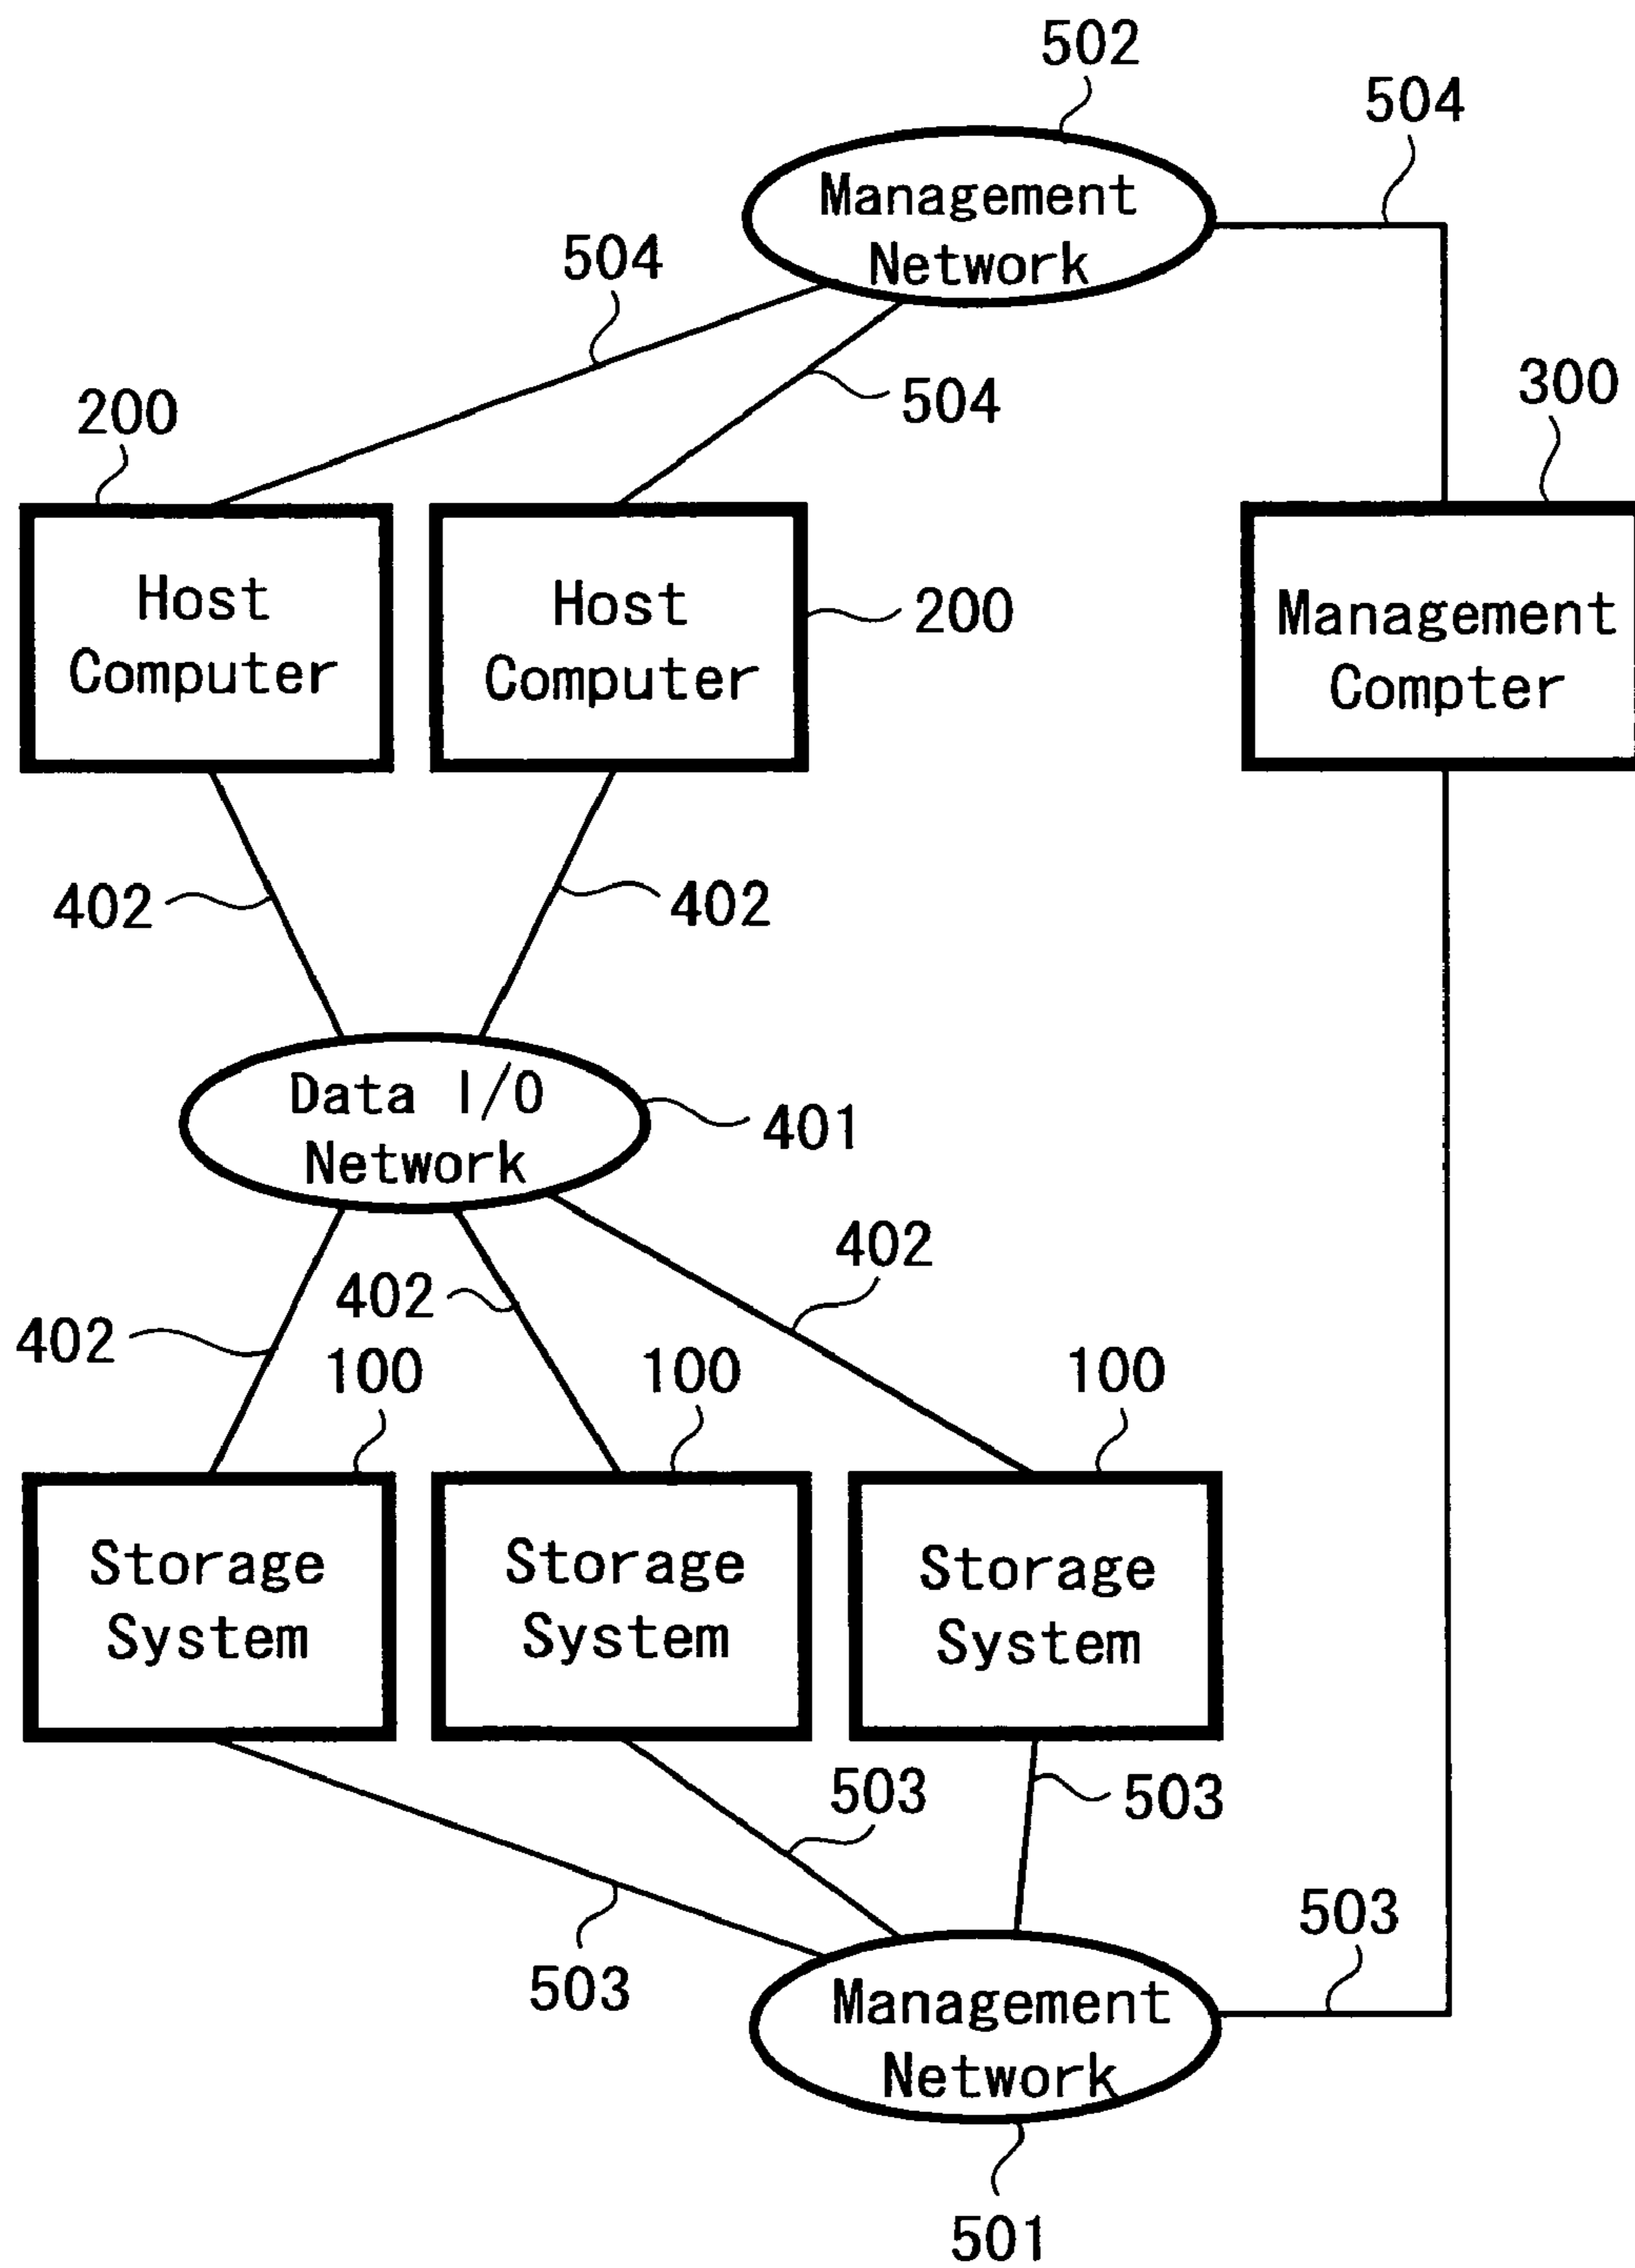 502
504
Management
Network
504
504
200
300
Host
Computer
Host
Computer
200
Management
Compter
402
402
Data I/O
Network
401
402
402
402
100
100
100
Storage
System
Storage
System
Storage
System
503
503
503
503
Management
Network
501